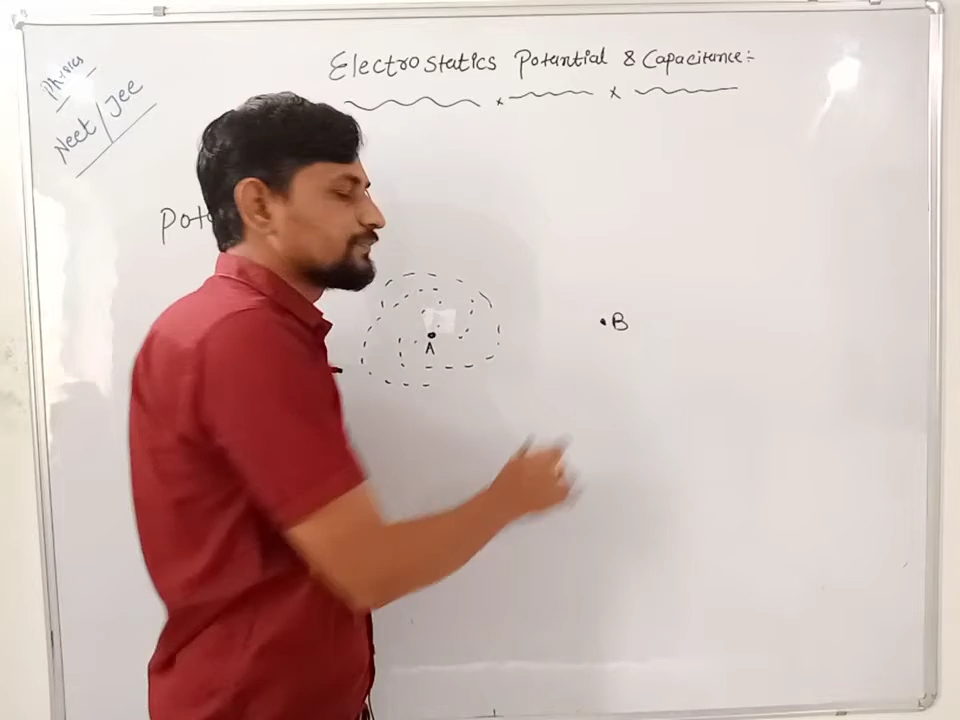 Electrostatics Potential & Capacitance:-
Physics
Neet/Jee
Pot
B
A